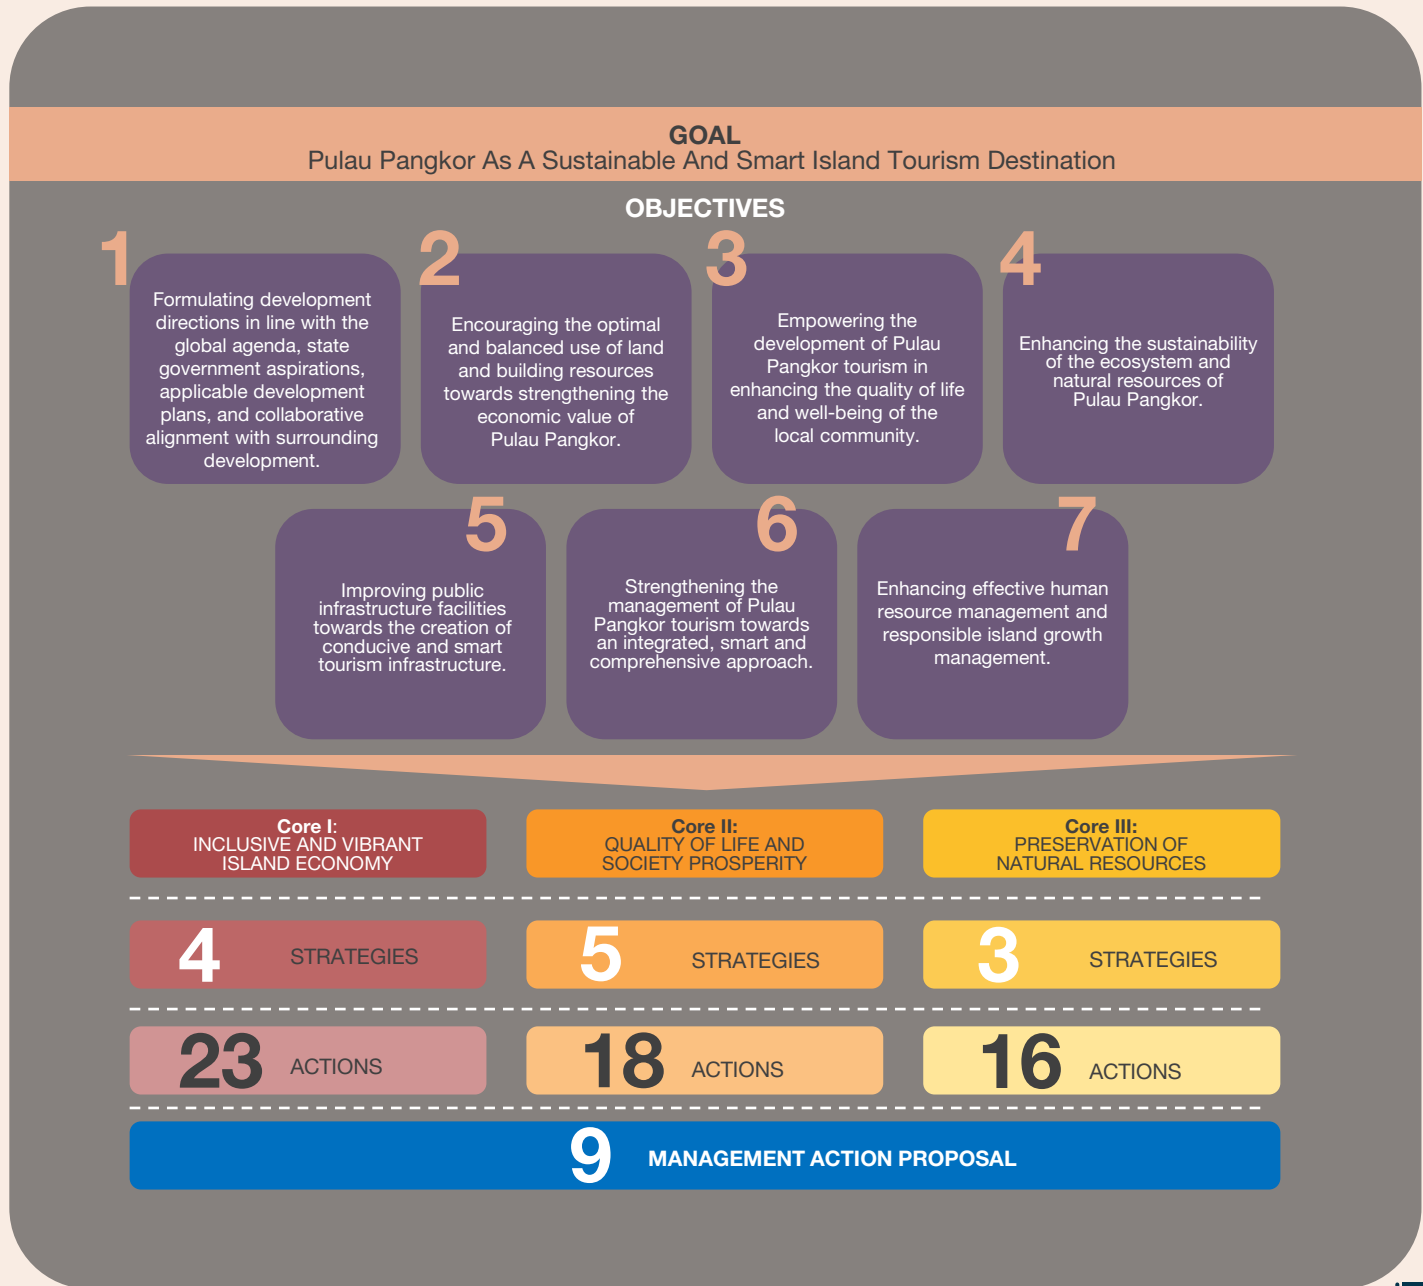 GOAL
Pulau Pangkor As A Sustainable And Smart Island Tourism Destination
OBJECTIVES
1
Formulating development
directions in line with the
global agenda, state
government aspirations,
applicable development
plans, and collaborative
alignment with surrounding
development.
2
Encouraging the optimal
and balanced use of land
and building resources
towards strengthening the
economic value of
Pulau Pangkor.
3
Empowering the
development of Pulau
Pangkor tourism in
enhancing the quality of life
and well-being of the
local community.
4
Enhancing the sustainability
of the ecosystem and
natural resources of
Pulau Pangkor.
5
Improving public
infrastructure facilities
towards the creation of
conducive and smart
tourism infrastructure.
6
Strengthening the
management of Pulau
Pangkor tourism towards
an integrated, smart and
comprehensive approach.
7
Enhancing effective human
resource management and
responsible island growth
management.
Core I:
INCLUSIVE AND VIBRANT
ISLAND ECONOMY
Core II:
QUALITY OF LIFE AND
SOCIETY PROSPERITY
Core III:
PRESERVATION OF
NATURAL RESOURCES
4 STRATEGIES
5 STRATEGIES
3 STRATEGIES
23 ACTIONS
18 ACTIONS
16 ACTIONS
9 MANAGEMENT ACTION PROPOSAL